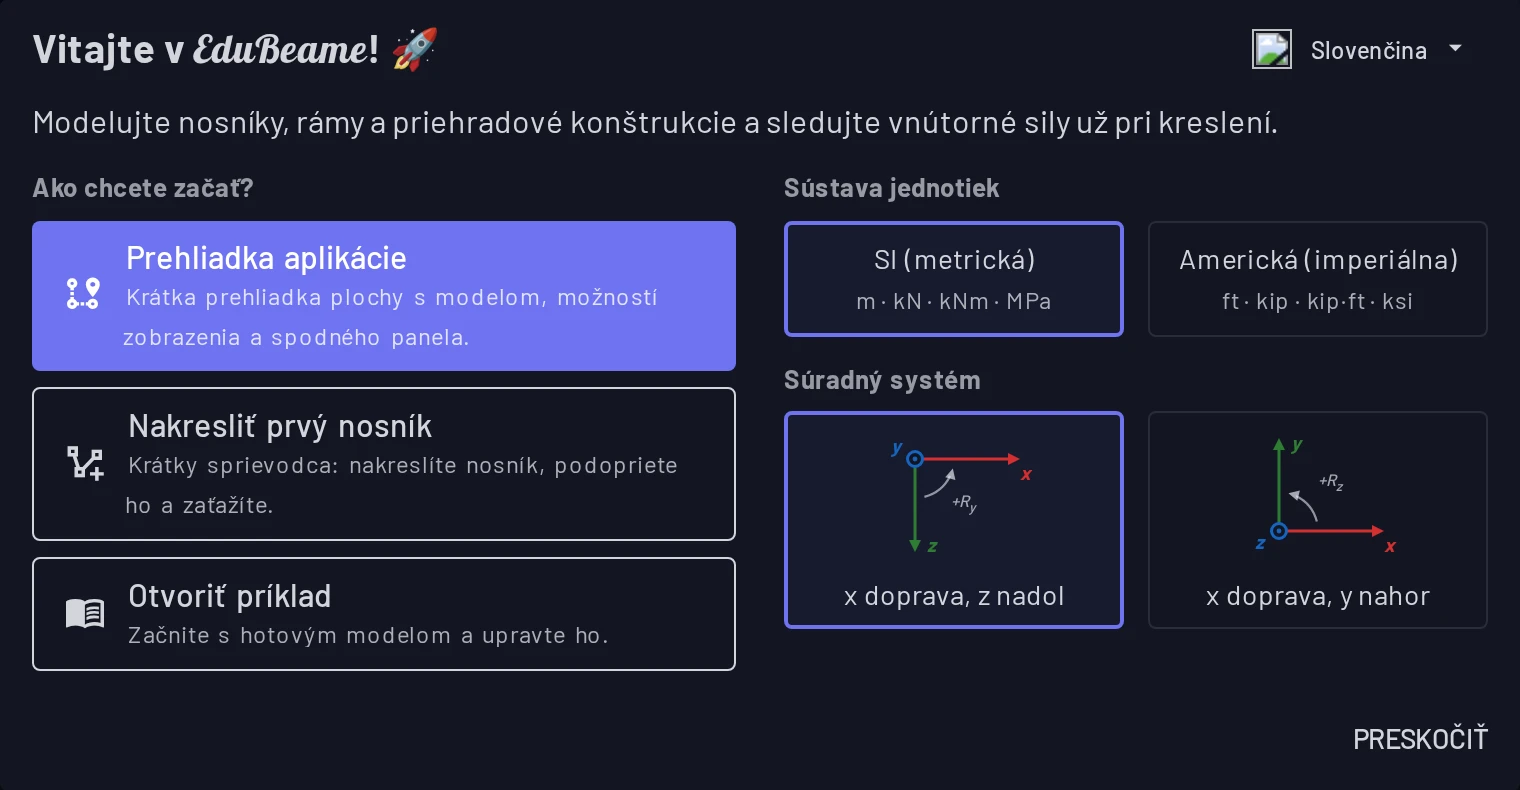 Vitajte v EduBeame! 🚀
Slovenčina
Modelujte nosníky, rámy a priehradové konštrukcie a sledujte vnútorné sily už pri kreslení.
Ako chcete začať?
Prehliadka aplikácie
Krátka prehliadka plochy s modelom, možností
zobrazenia a spodného panela.
Nakresliť prvý nosník
Krátky sprievodca: nakreslíte nosník, podopriete
ho a zaťažíte.
Otvoriť príklad
Začnite s hotovým modelom a upravte ho.
Sústava jednotiek
SI (metrická)
m · kN · kNm · MPa
Americká (imperiálna)
ft · kip · kip·ft · ksi
Súradný systém
y
x
+Ry
z
x doprava, z nadol
y
+Rz
z
x
x doprava, y nahor
PRESKOČIŤ